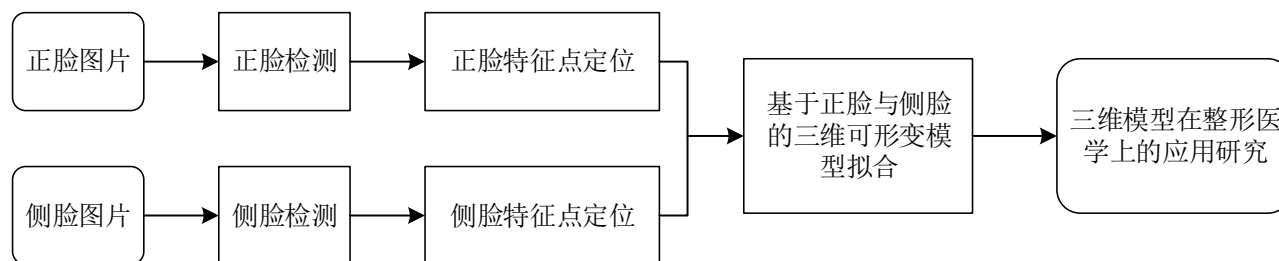 正脸图片
正脸检测
正脸特征点定位
侧脸图片
侧脸检测
侧脸特征点定位
基于正脸与侧脸
的三维可形变模
型拟合
三维模型在整形医
学上的应用研究